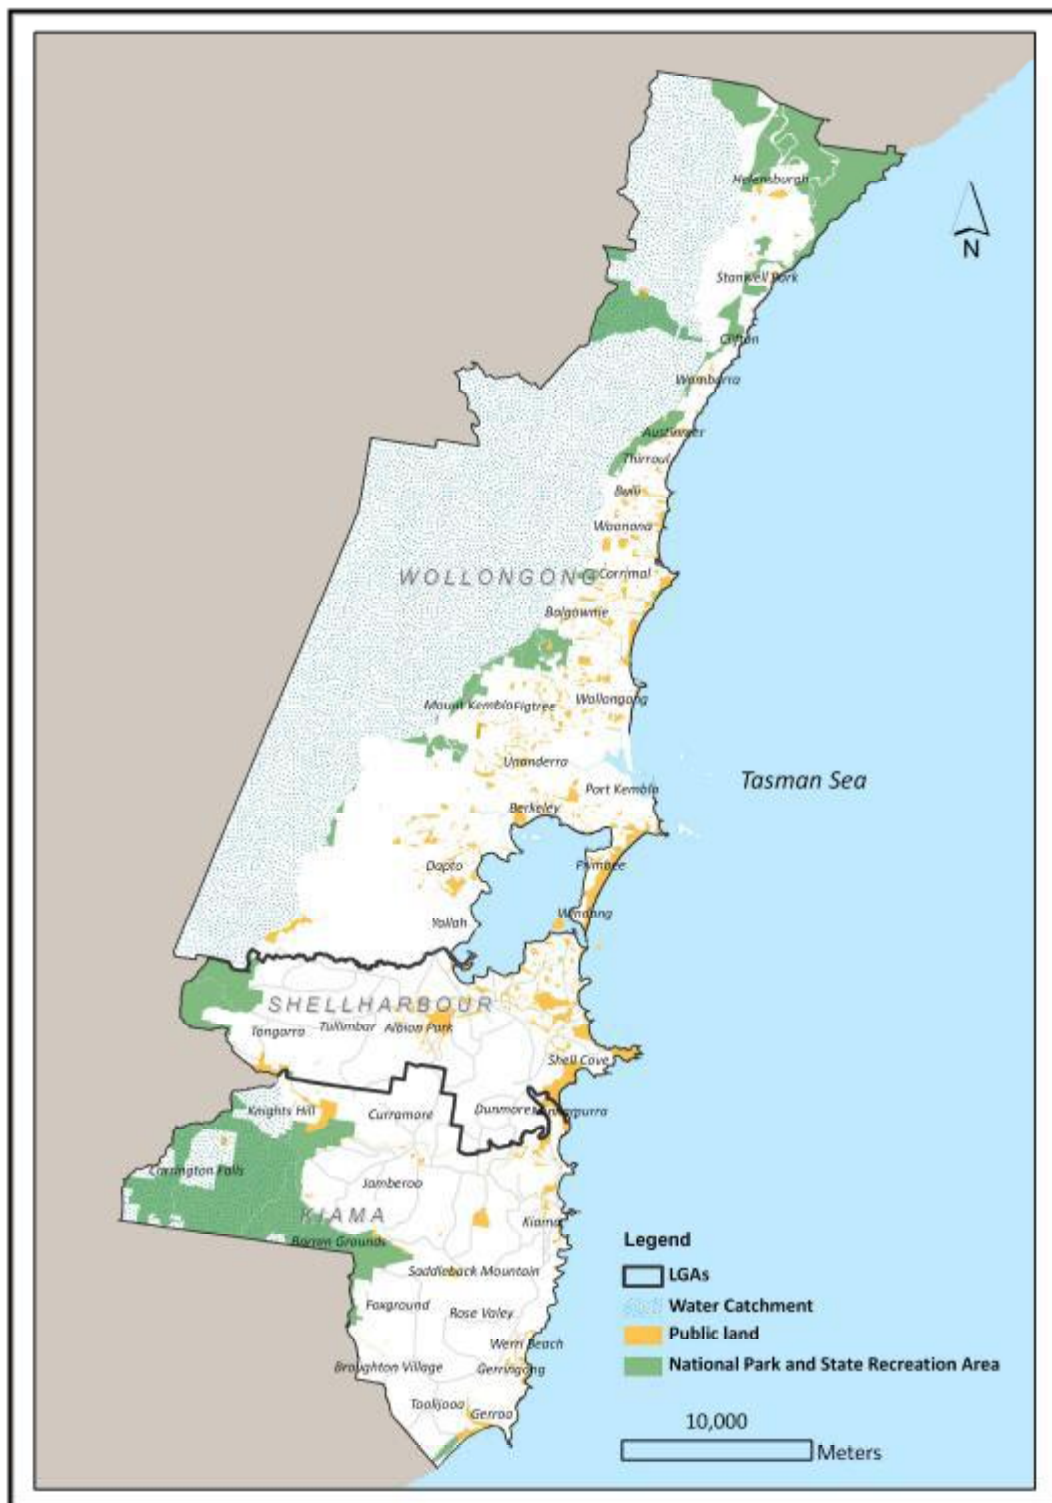 Helensburgh
N
Stanwell Park
Clifton
Wombarra
Austinmer
Thirroul
Bulli
Woonona
WOLLONGONG
Corrimal
Balgownie
Mount Kembla
Figtree
Wollongong
Unanderra
Tasman Sea
Port Kembla
Berkeley
Dapto
Primbee
Windang
Yallah
SHELLHARBOUR
Tongarra
Tullimbar
Albion Park
Shell Cove
Knights Hill
Curramore
Dunmore
Carrington Falls
Jamberoo
KIAMA
Kiama
Barren Grounds
Saddleback Mountain
Foxground
Rose Valey
Werri Beach
Broughton Village
Gerringong
Toolijooa
Gerroa
Legend
LGAs
Water Catchment
Public land
National Park and State Recreation Area
10,000
Meters